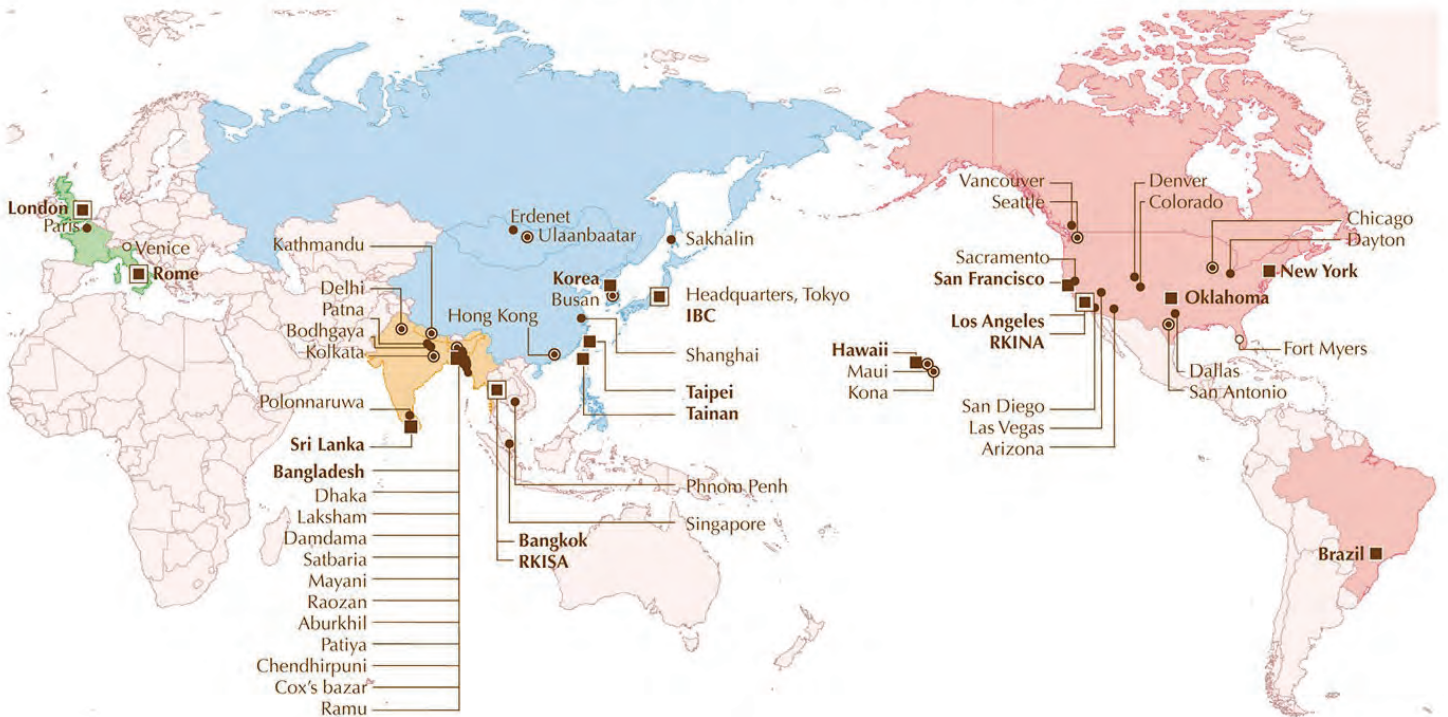 London
Paris
Venice
Rome
Kathmandu
Delhi
Patna
Bodhgaya
Kolkata
Polonnaruwa
Sri Lanka
Bangladesh
Dhaka
Laksham
Damdama
Satbaria
Mayani
Raozan
Aburkhil
Patiya
Chendhirpuni
Cox's bazar
Ramu
Erdenet
Ulaanbaatar
Sakhalin
Korea
Busan
Headquarters, Tokyo
IBC
Hong Kong
Shanghai
Taipei
Tainan
Phnom Penh
Singapore
Bangkok
RKISA
Vancouver
Seattle
Denver
Colorado
Chicago
Dayton
Sacramento
San Francisco
New York
Oklahoma
Los Angeles
RKINA
Hawaii
Maui
Kona
Fort Myers
Dallas
San Antonio
San Diego
Las Vegas
Arizona
Brazil